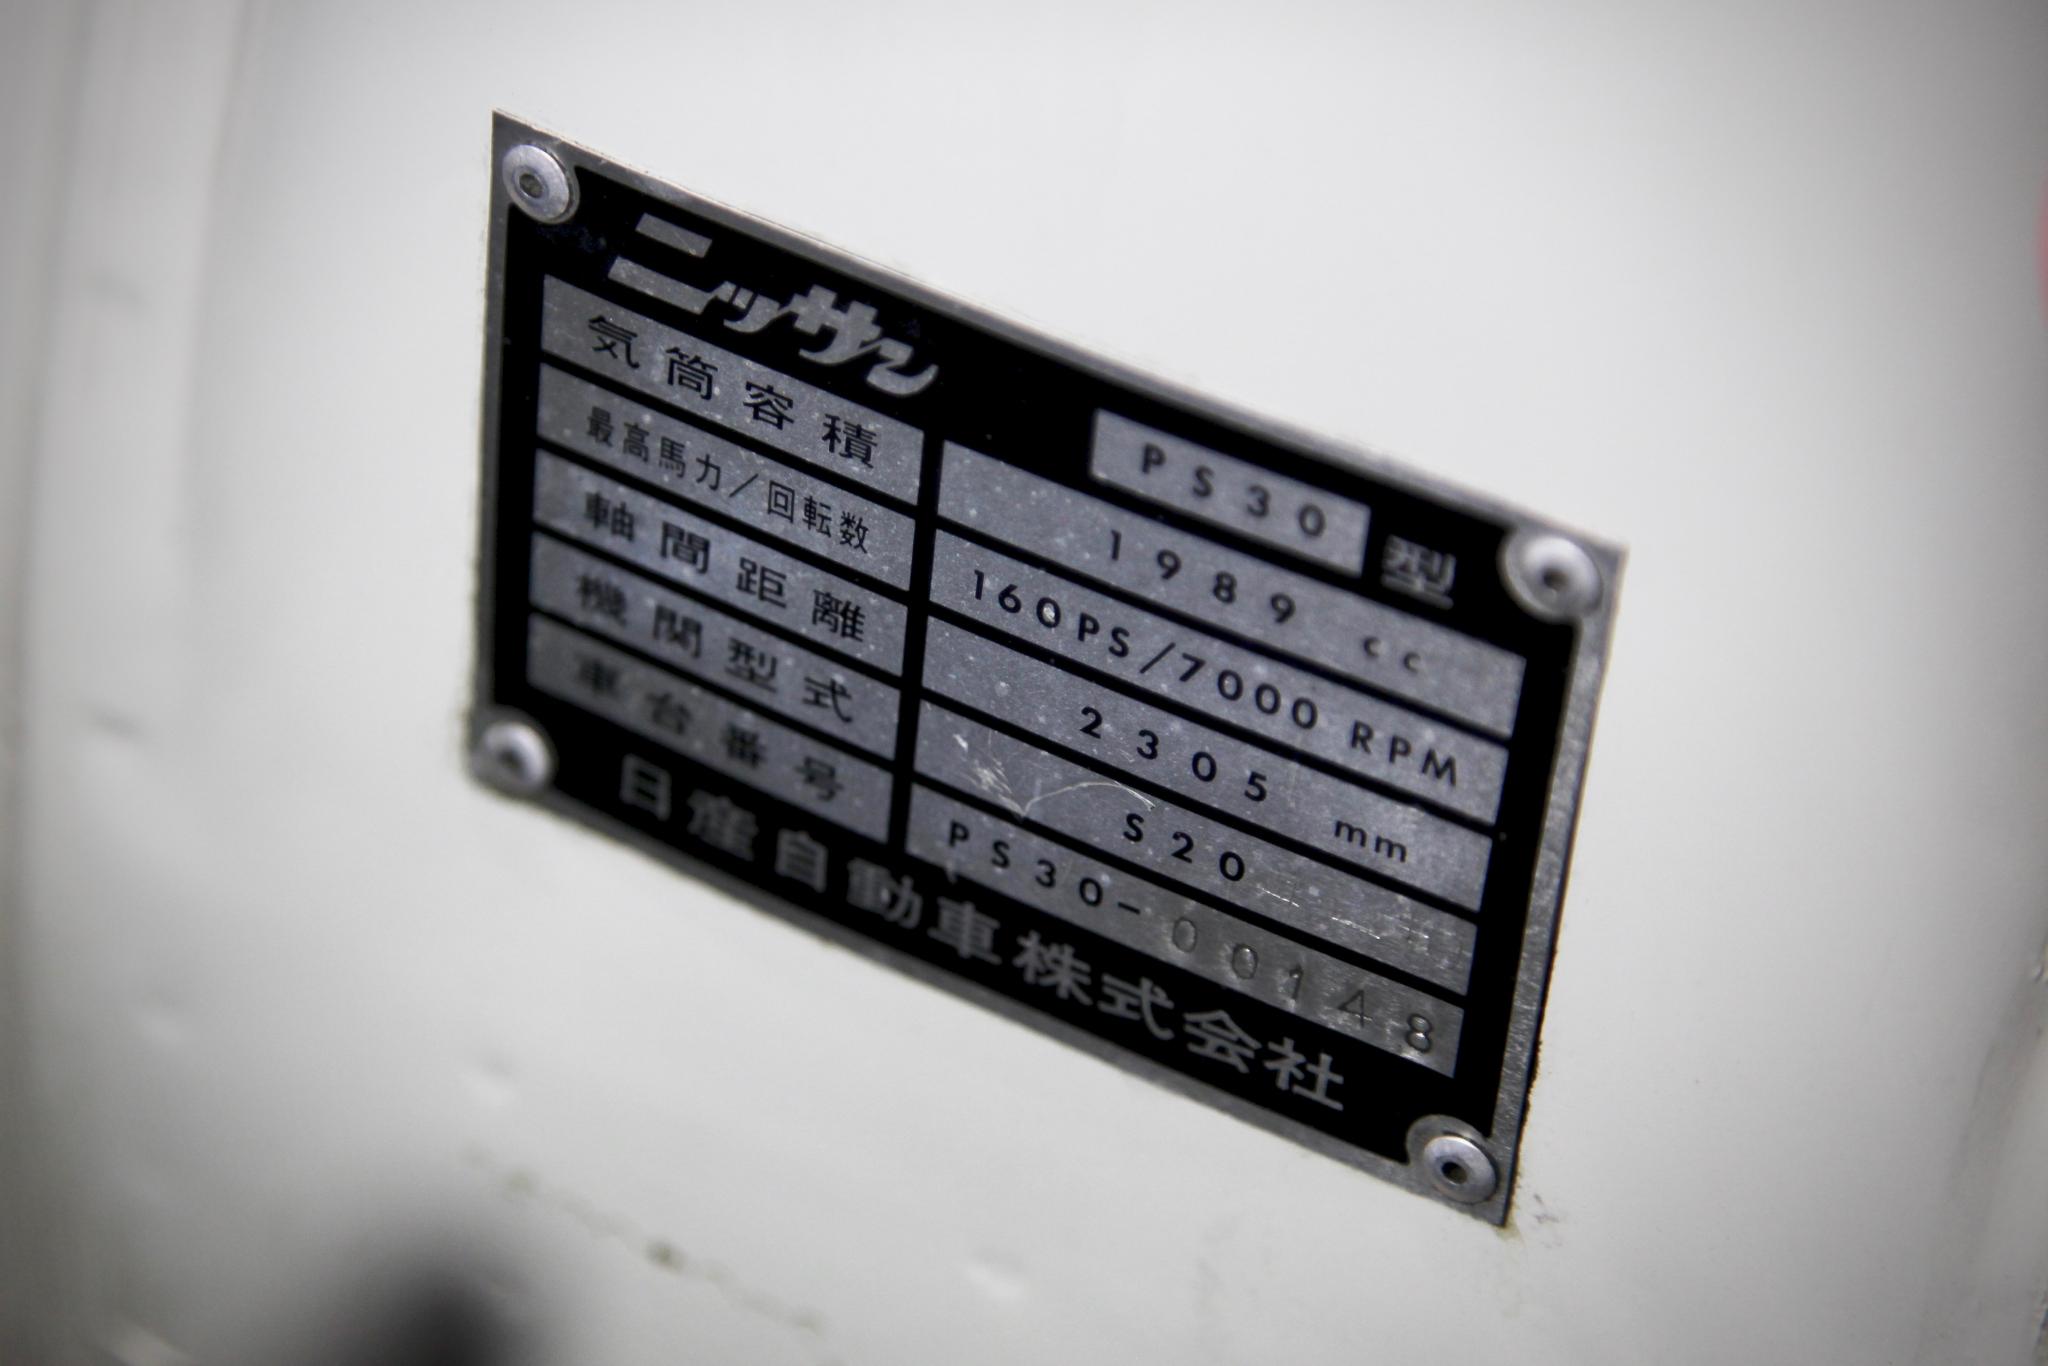 ニッサン
PS30 型
気筒容積 1989 cc
最高馬力/回転数 160PS/7000 RPM
軸間距離 2305 mm
機関型式 S20
車台番号 PS30-00148
日産自動車株式会社